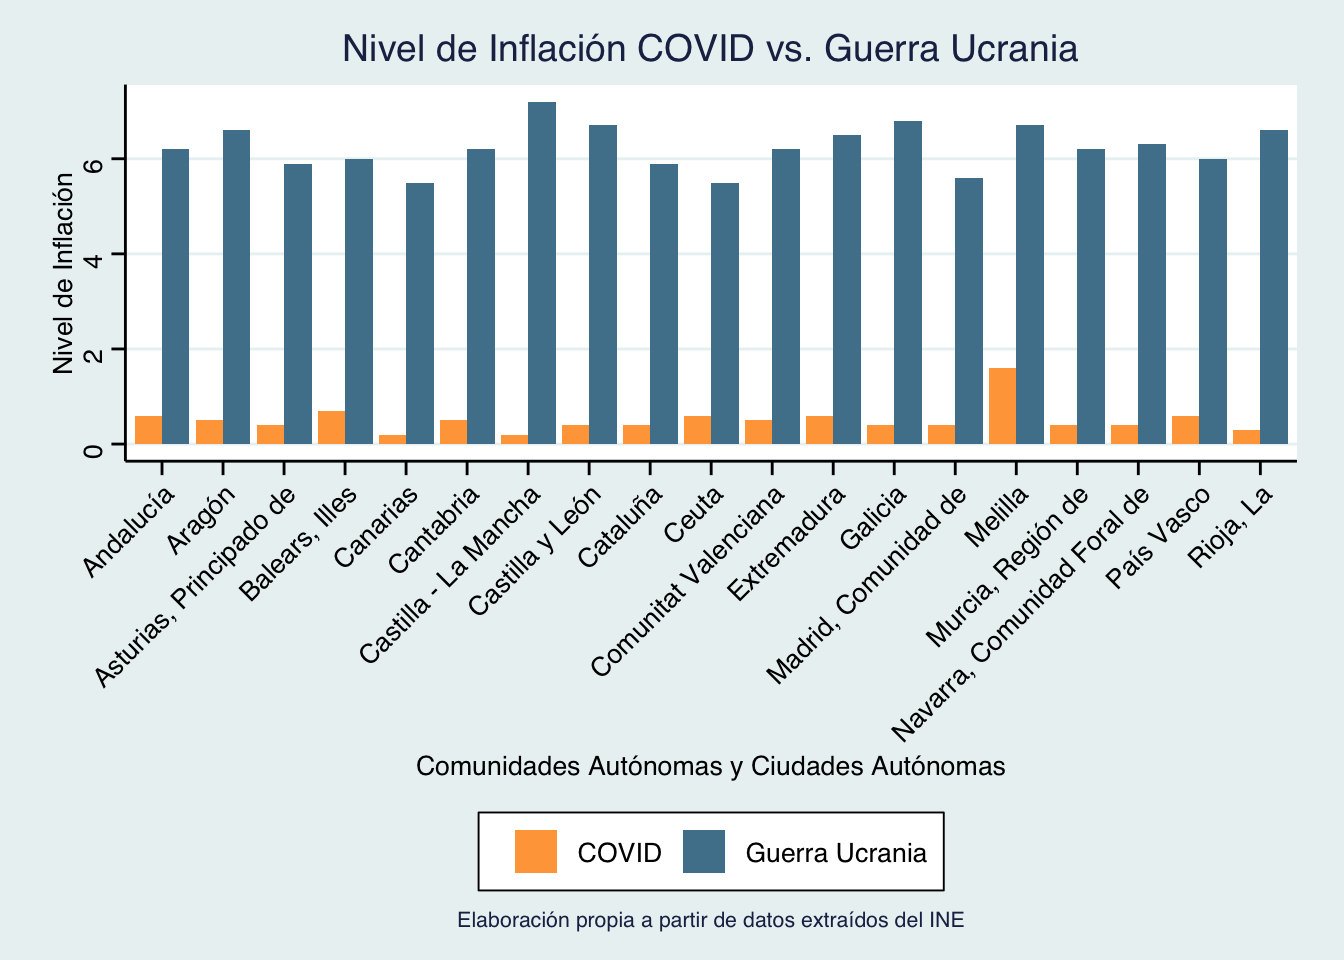 Nivel de Inflación COVID vs. Guerra Ucrania
Nivel de Inflación
6
4
2
0
Andalucía
Aragón
Asturias, Principado de
Balears, Illes
Canarias
Cantabria
Castilla - La Mancha
Castilla y León
Cataluña
Ceuta
Comunitat Valenciana
Extremadura
Galicia
Madrid, Comunidad de
Melilla
Murcia, Región de
Navarra, Comunidad Foral de
País Vasco
Rioja, La
Comunidades Autónomas y Ciudades Autónomas
COVID
Guerra Ucrania
Elaboración propia a partir de datos extraídos del INE